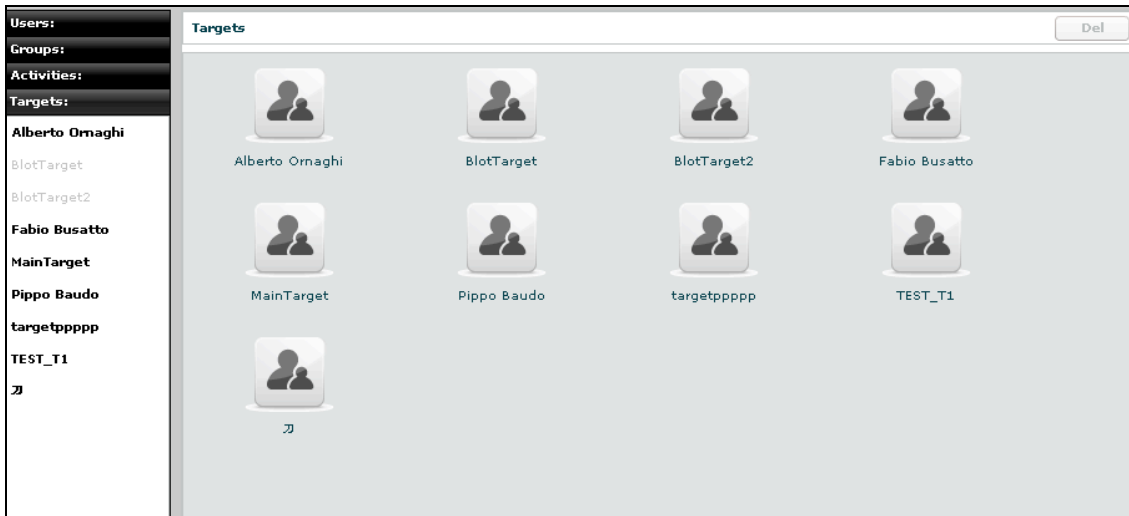 Users:
Groups:
Activities:
Targets:
Alberto Ornaghi
BlotTarget
BlotTarget2
Fabio Busatto
MainTarget
Pippo Baudo
targetppppp
TEST_T1
刀
Targets
Del
Alberto Ornaghi
BlotTarget
BlotTarget2
Fabio Busatto
MainTarget
Pippo Baudo
targetppppp
TEST_T1
刀